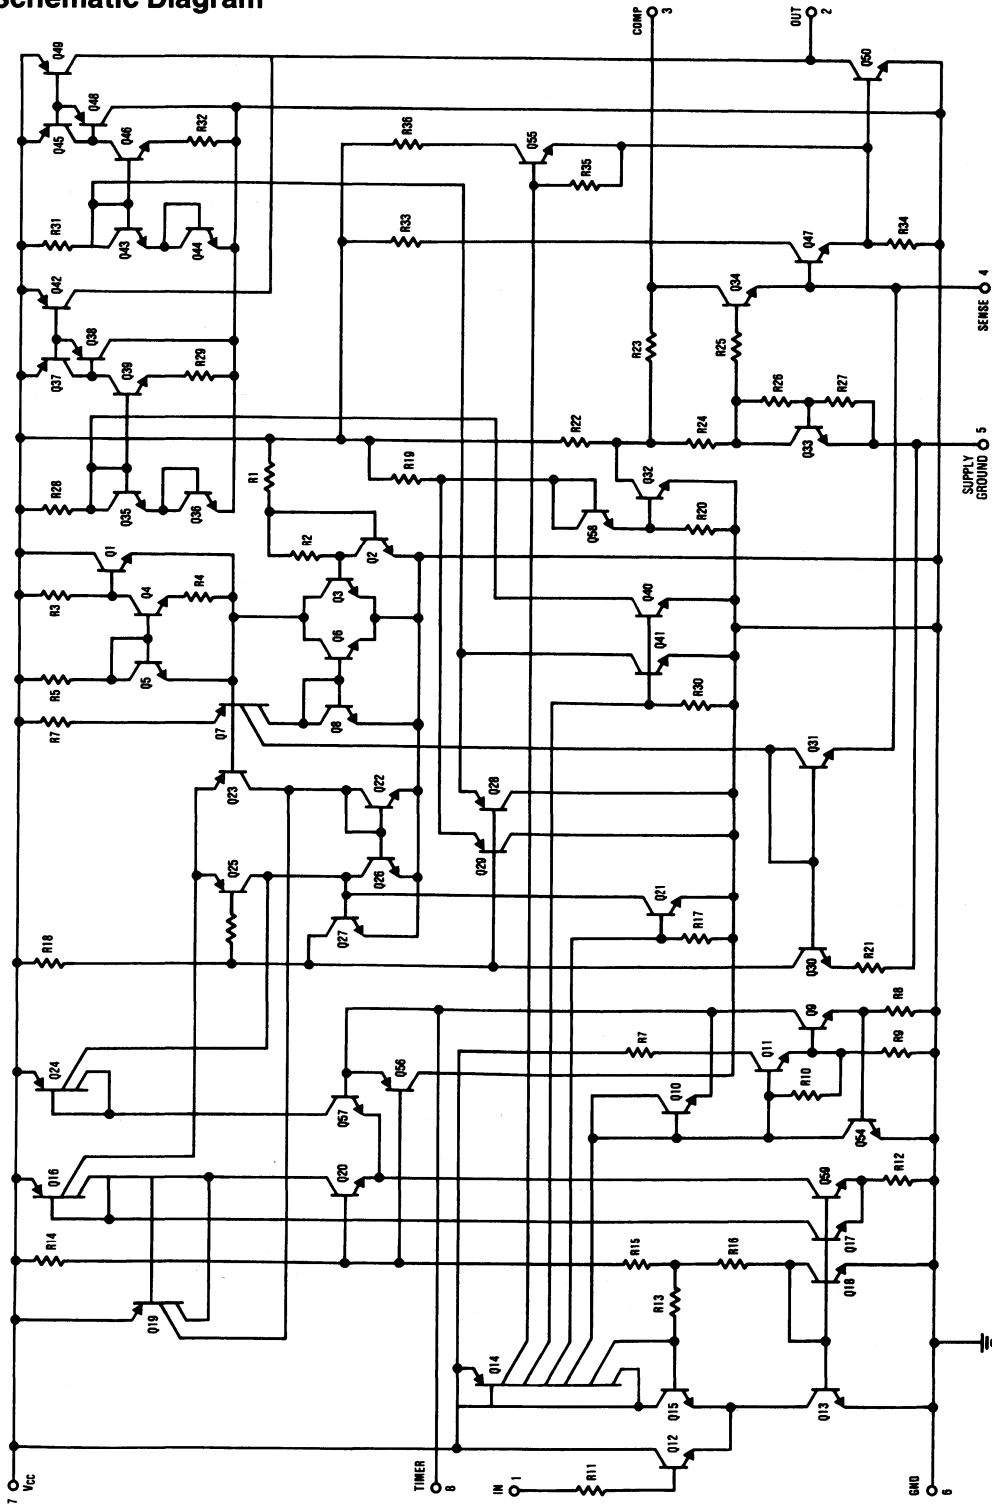 Schematic Diagram
COMP
3
OUT
2
Q49
Q48
Q45
Q46
R32
R36
Q55
R35
Q50
R31
Q43
Q44
R33
Q47
R34
Q42
Q38
Q37
Q39
R29
Q34
SENSE
4
R23
R25
R26
R27
R28
Q35
Q36
R1
R19
R22
R24
Q33
SUPPLY
GROUND
5
Q32
Q58
R20
Q1
R2
Q2
R3
Q4
R4
Q3
Q6
Q40
Q41
R5
Q5
R30
R7
Q7
Q8
Q31
Q23
Q22
Q28
Q25
Q26
Q29
Q21
R17
Q27
R18
Q30
R21
Q24
Q56
R7
Q9
R8
Q11
R9
Q57
Q10
R10
Q54
Q16
Q20
Q59
R12
Q17
R14
R15
R16
Q18
Q19
R13
Q14
Q15
Q13
Q12
R11
7
VCC
TIMER
8
IN
1
GND
6